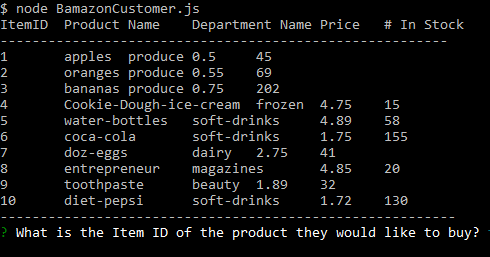 $ node BamazonCustomer.js
ItemID  Product Name    Department Name Price   # In Stock
--------------------------------------------------------
1       apples  produce 0.5     45
2       oranges produce 0.55    69
3       bananas produce 0.75    202
4       Cookie-Dough-ice-cream  frozen  4.75    15
5       water-bottles   soft-drinks     4.89    58
6       coca-cola       soft-drinks     1.75    155
7       doz-eggs        dairy   2.75    41
8       entrepreneur    magazines       4.85    20
9       toothpaste      beauty  1.89    32
10      diet-pepsi      soft-drinks     1.72    130
---------------------------------------------------------
? What is the Item ID of the product they would like to buy?